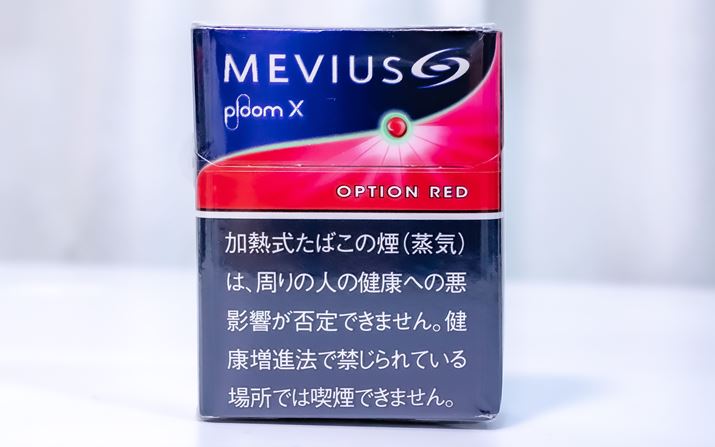 MEVIUS
ploom X
OPTION RED
加熱式たばこの煙（蒸気）
は、周りの人の健康への悪
影響が否定できません。健
康増進法で禁じられている
場所では喫煙できません。